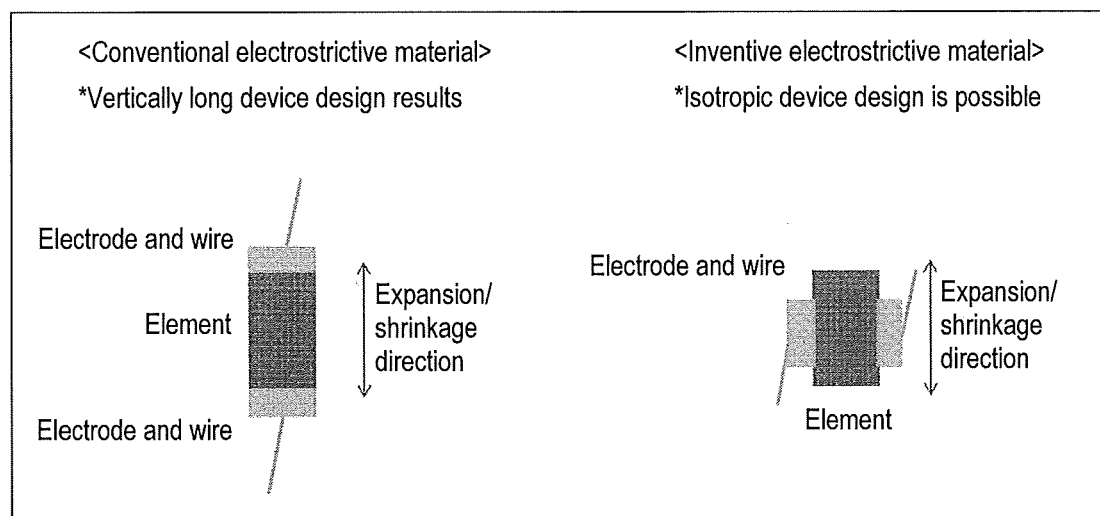 <Conventional electrostrictive material>
*Vertically long device design results
Electrode and wire
Element
Expansion/
shrinkage
direction
Electrode and wire
<Inventive electrostrictive material>
*Isotropic device design is possible
Electrode and wire
Expansion/
shrinkage
direction
Element